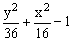 y²/36 + x²/16 − 1